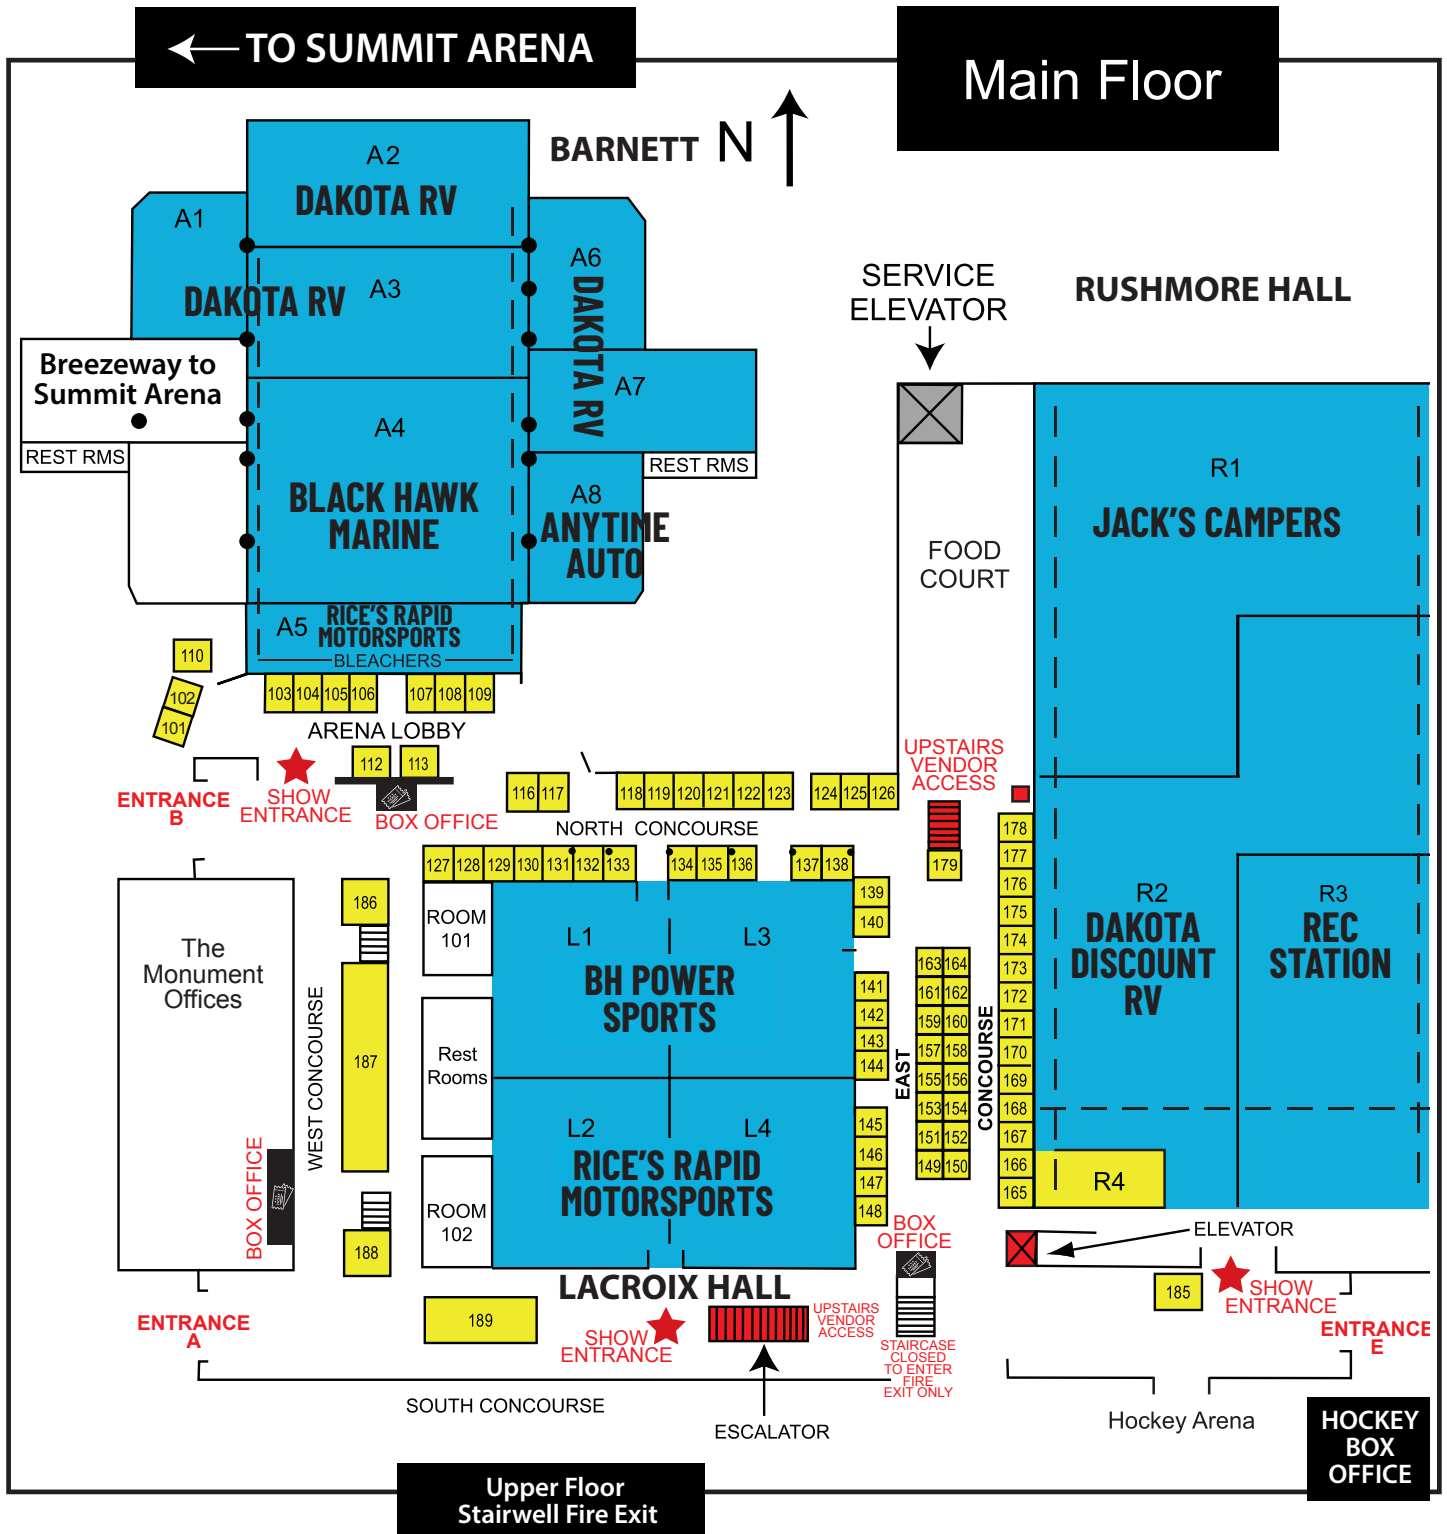 TO SUMMIT ARENA
Main Floor
BARNETT
N
A2
DAKOTA RV
A1
A3
DAKOTA RV
A6
DAKOTA RV
A7
Breezeway to
Summit Arena
REST RMS
A4
BLACK HAWK
MARINE
REST RMS
A8
ANYTIME
AUTO
A5
RICE'S RAPID
MOTORSPORTS
BLEACHERS
SERVICE
ELEVATOR
RUSHMORE HALL
R1
JACK'S CAMPERS
FOOD
COURT
110
102
101
103 104 105 106
107 108 109
ARENA LOBBY
112
113
ENTRANCE
B
SHOW
ENTRANCE
BOX OFFICE
116 117
118 119 120 121 122 123
124 125 126
NORTH CONCOURSE
UPSTAIRS
VENDOR
ACCESS
127 128 129 130 131 132 133
134 135 136
137 138
179
139
140
178
177
176
175
174
173
172
171
170
169
168
167
166
165
The
Monument
Offices
BOX OFFICE
WEST CONCOURSE
186
187
188
ROOM
101
Rest
Rooms
ROOM
102
L1
L3
BH POWER
SPORTS
L2
L4
RICE'S RAPID
MOTORSPORTS
LACROIX HALL
141
142
143
144
145
146
147
148
EAST
CONCOURSE
163 164
161 162
159 160
157 158
155 156
153 154
151 152
149 150
R2
DAKOTA
DISCOUNT
RV
R3
REC
STATION
R4
BOX
OFFICE
ELEVATOR
185
SHOW
ENTRANCE
ENTRANCE
E
ENTRANCE
A
189
SHOW
ENTRANCE
UPSTAIRS
VENDOR
ACCESS
STAIRCASE
CLOSED
TO ENTER
FIRE
EXIT ONLY
SOUTH CONCOURSE
ESCALATOR
Hockey Arena
HOCKEY
BOX
OFFICE
Upper Floor
Stairwell Fire Exit